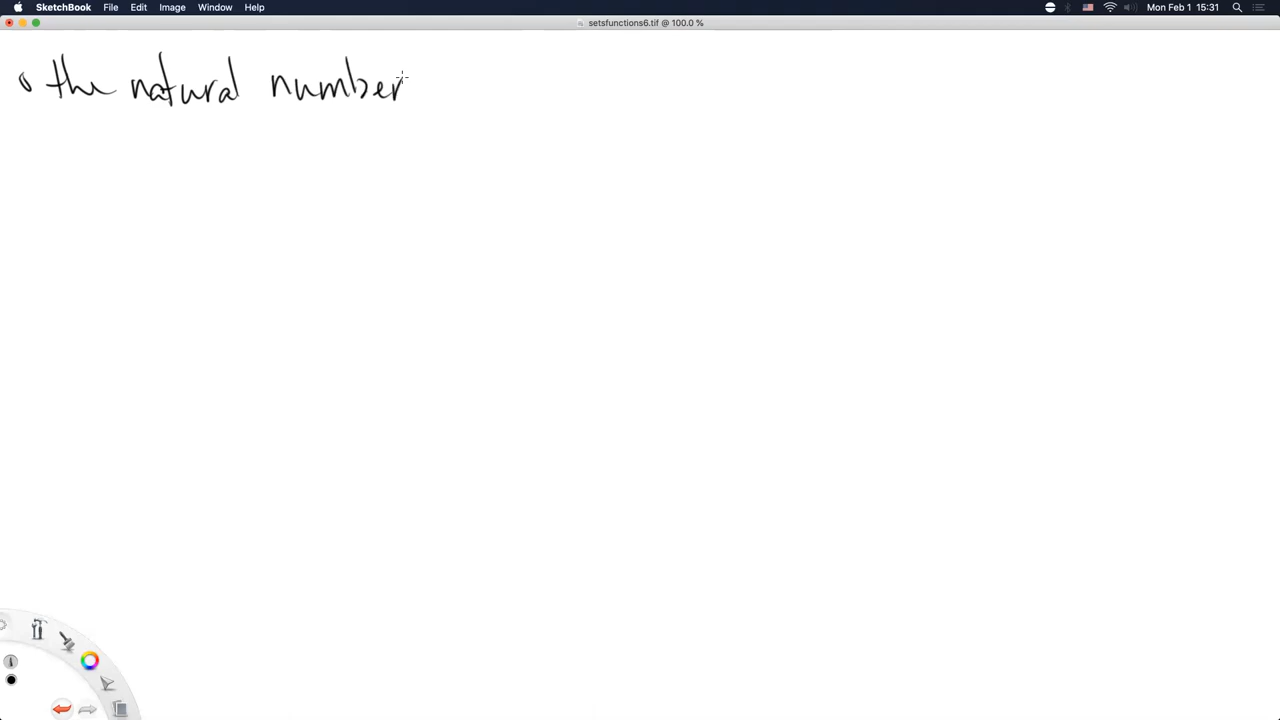 SketchBook File Edit Image Window Help Mon Feb 1 15:31
setsfunctions6.tif @ 100.0 %
the natural number